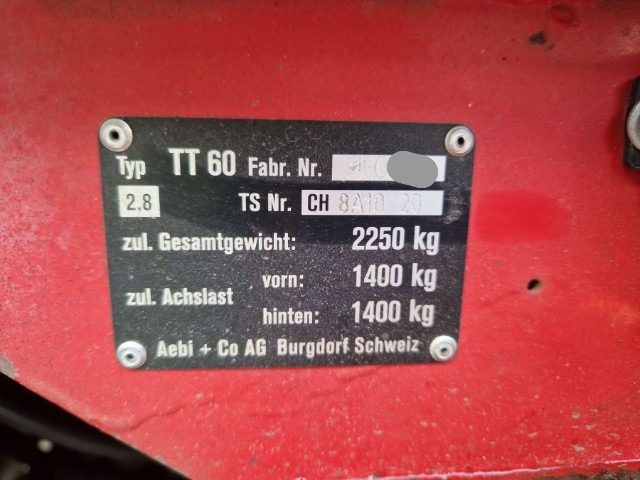 Typ TT 60 Fabr. Nr.
2,8 TS Nr. CH 8A10 20
zul. Gesamtgewicht: 2250 kg
zul. Achslast vorn: 1400 kg
hinten: 1400 kg
Aebi + Co AG Burgdorf Schweiz